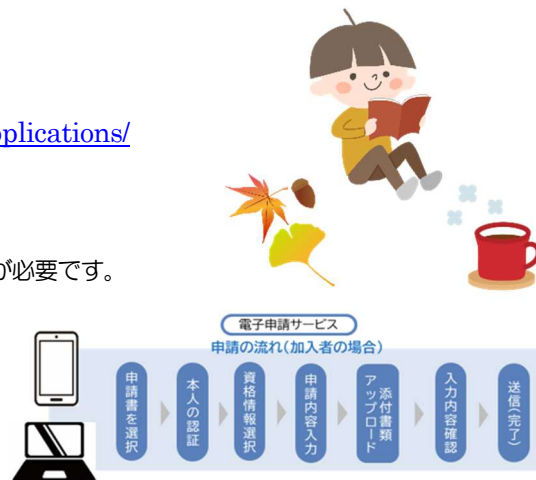 plications/
が必要です。
電子申請サービス
申請の流れ(加入者の場合)
申請書を選択
本人の認証
資格情報選択
申請内容入力
添付書類
アップロード
入力内容確認
送信(完了)